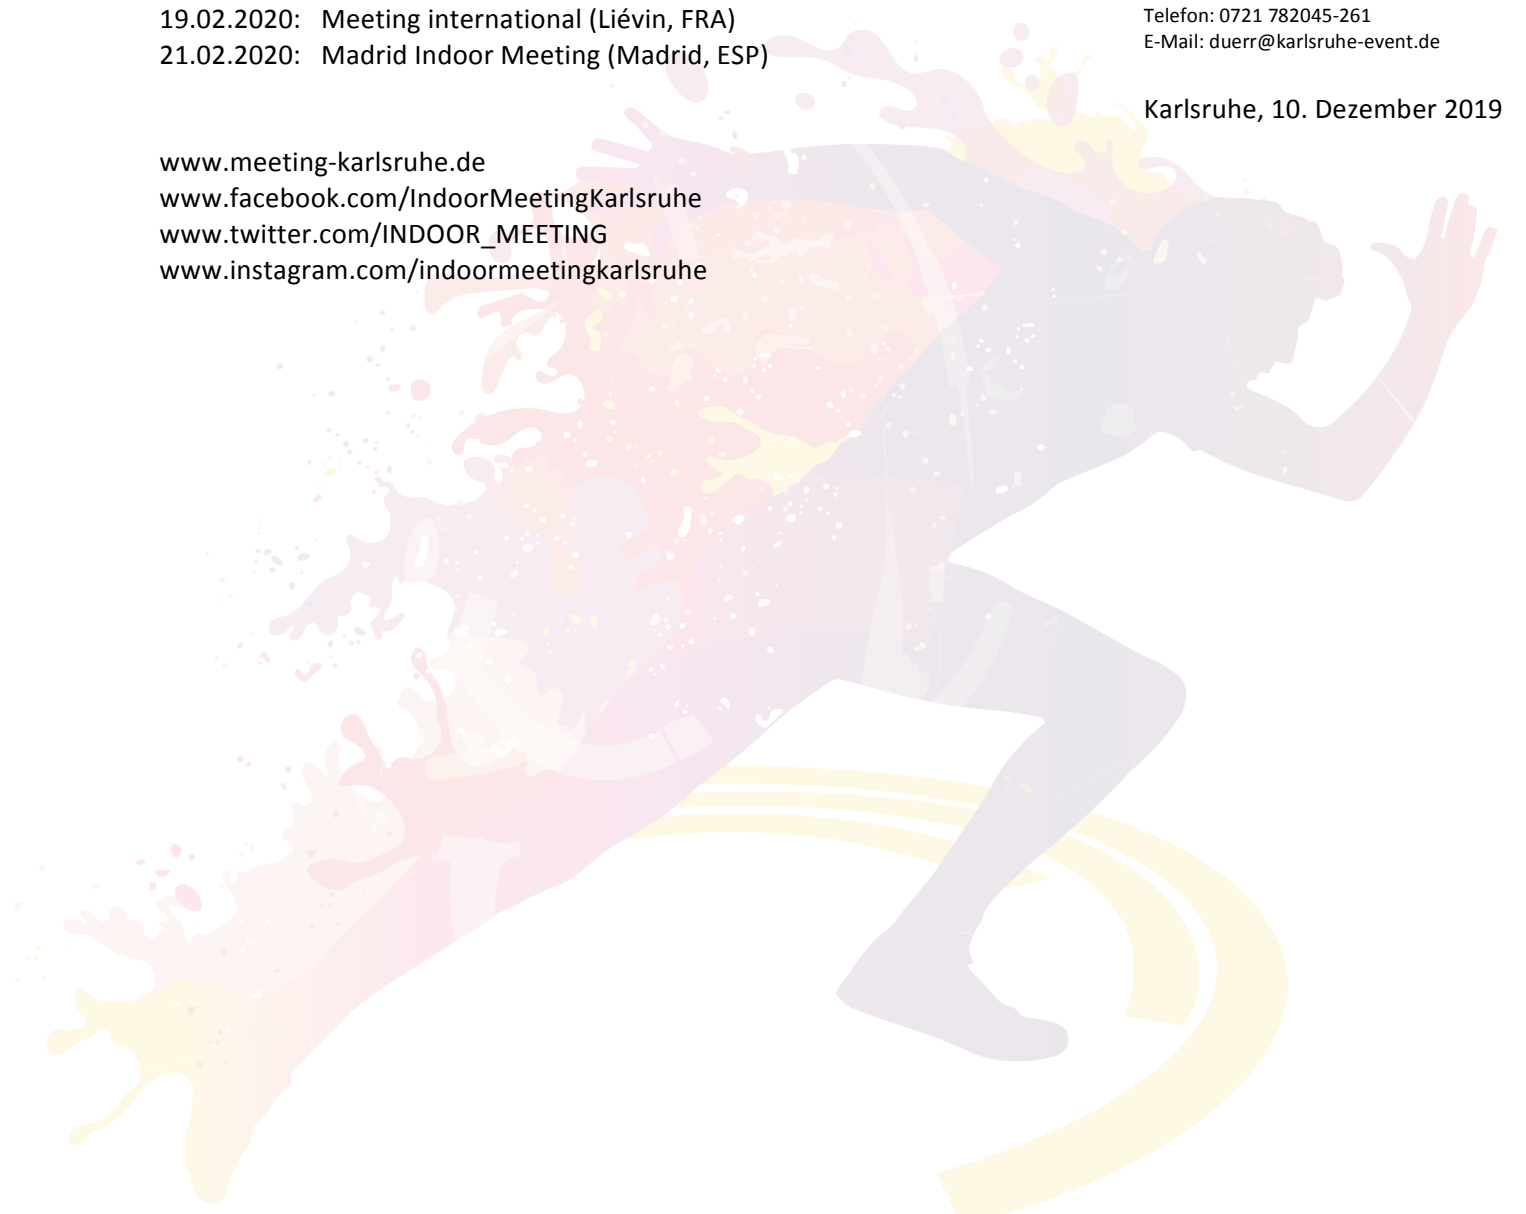 19.02.2020: Meeting international (Liévin, FRA)
21.02.2020: Madrid Indoor Meeting (Madrid, ESP)
www.meeting-karlsruhe.de
www.facebook.com/IndoorMeetingKarlsruhe
www.twitter.com/INDOOR_MEETING
www.instagram.com/indoormeetingkarlsruhe
Telefon: 0721 782045-261
E-Mail: duerr@karlsruhe-event.de
Karlsruhe, 10. Dezember 2019